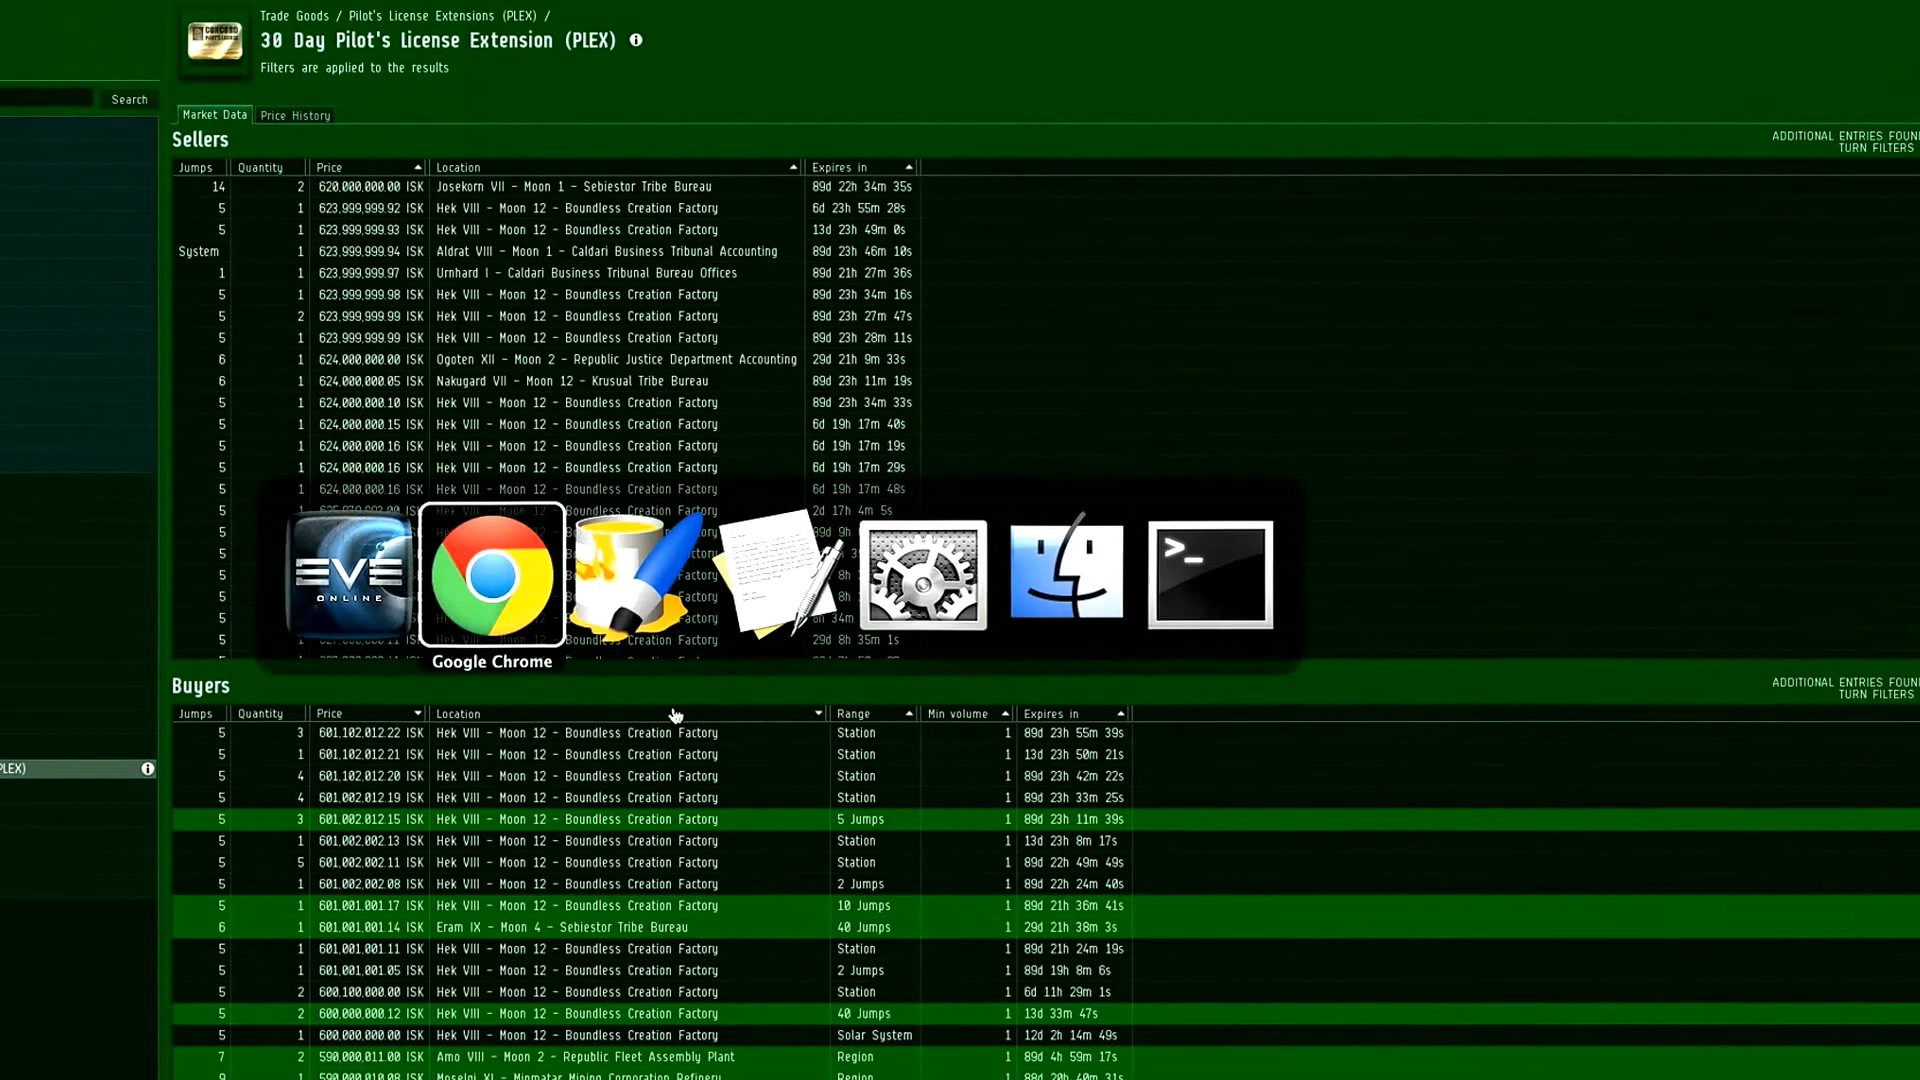 Trade Goods / Pilot's License Extensions (PLEX) /
30 Day Pilot's License Extension (PLEX)
Filters are applied to the results
Search
Market Data Price History
Sellers
ADDITIONAL ENTRIES FOUN
TURN FILTERS
Jumps Quantity Price Location Expires in
14 2 620,000,000.00 ISK Josekorn VII - Moon 1 - Sebiestor Tribe Bureau 89d 22h 34m 35s
5 1 623,999,999.92 ISK Hek VIII - Moon 12 - Boundless Creation Factory 6d 23h 55m 28s
5 1 623,999,999.93 ISK Hek VIII - Moon 12 - Boundless Creation Factory 13d 23h 49m 0s
System 1 623,999,999.94 ISK Aldrat VIII - Moon 1 - Caldari Business Tribunal Accounting 89d 23h 46m 10s
1 1 623,999,999.97 ISK Urnhard I - Caldari Business Tribunal Bureau Offices 89d 21h 27m 36s
5 1 623,999,999.98 ISK Hek VIII - Moon 12 - Boundless Creation Factory 89d 23h 34m 16s
5 2 623,999,999.99 ISK Hek VIII - Moon 12 - Boundless Creation Factory 89d 23h 27m 47s
5 1 623,999,999.99 ISK Hek VIII - Moon 12 - Boundless Creation Factory 89d 23h 28m 11s
6 1 624,000,000.00 ISK Ogoten XII - Moon 2 - Republic Justice Department Accounting 29d 21h 9m 33s
6 1 624,000,000.05 ISK Nakugard VII - Moon 12 - Krusual Tribe Bureau 89d 23h 11m 19s
5 1 624,000,000.10 ISK Hek VIII - Moon 12 - Boundless Creation Factory 89d 23h 34m 33s
5 1 624,000,000.15 ISK Hek VIII - Moon 12 - Boundless Creation Factory 6d 19h 17m 40s
5 1 624,000,000.16 ISK Hek VIII - Moon 12 - Boundless Creation Factory 6d 19h 17m 19s
5 1 624,000,000.16 ISK Hek VIII - Moon 12 - Boundless Creation Factory 6d 19h 17m 29s
5 1 624,000,000.16 ISK Hek VIII - Moon 12 - Boundless Creation Factory 6d 19h 17m 48s
5 2d 17h 4m 5s
EVE
ONLINE
29d 8h 35m 1s
Google Chrome
Buyers
ADDITIONAL ENTRIES FOUN
TURN FILTERS
Jumps Quantity Price Location Range Min volume Expires in
5 3 601,102,012.22 ISK Hek VIII - Moon 12 - Boundless Creation Factory Station 1 89d 23h 55m 39s
5 1 601,102,012.21 ISK Hek VIII - Moon 12 - Boundless Creation Factory Station 1 13d 23h 50m 21s
5 4 601,102,012.20 ISK Hek VIII - Moon 12 - Boundless Creation Factory Station 1 89d 23h 42m 22s
5 4 601,002,012.19 ISK Hek VIII - Moon 12 - Boundless Creation Factory Station 1 89d 23h 33m 25s
PLEX)
5 3 601,002,012.15 ISK Hek VIII - Moon 12 - Boundless Creation Factory 5 Jumps 1 89d 23h 11m 39s
5 1 601,002,002.13 ISK Hek VIII - Moon 12 - Boundless Creation Factory Station 1 13d 23h 8m 17s
5 5 601,002,002.11 ISK Hek VIII - Moon 12 - Boundless Creation Factory Station 1 89d 22h 49m 49s
5 1 601,002,002.08 ISK Hek VIII - Moon 12 - Boundless Creation Factory 2 Jumps 1 89d 22h 24m 40s
5 1 601,001,001.17 ISK Hek VIII - Moon 12 - Boundless Creation Factory 10 Jumps 1 89d 21h 36m 41s
6 1 601,001,001.14 ISK Eram IX - Moon 4 - Sebiestor Tribe Bureau 40 Jumps 1 29d 21h 38m 3s
5 1 601,001,001.11 ISK Hek VIII - Moon 12 - Boundless Creation Factory Station 1 89d 21h 24m 19s
5 1 601,001,001.05 ISK Hek VIII - Moon 12 - Boundless Creation Factory 2 Jumps 1 89d 19h 8m 6s
5 2 600,100,000.00 ISK Hek VIII - Moon 12 - Boundless Creation Factory Station 1 6d 11h 29m 1s
5 2 600,000,000.12 ISK Hek VIII - Moon 12 - Boundless Creation Factory 40 Jumps 1 13d 33m 47s
5 1 600,000,000.00 ISK Hek VIII - Moon 12 - Boundless Creation Factory Solar System 1 12d 2h 14m 49s
7 2 590,000,011.00 ISK Amo VIII - Moon 2 - Republic Fleet Assembly Plant Region 1 89d 4h 59m 17s
9 1 590,000,010.08 ISK Moselgi XI - Minmatar Mining Corporation Refinery Region 1 88d 20h 40m 31s